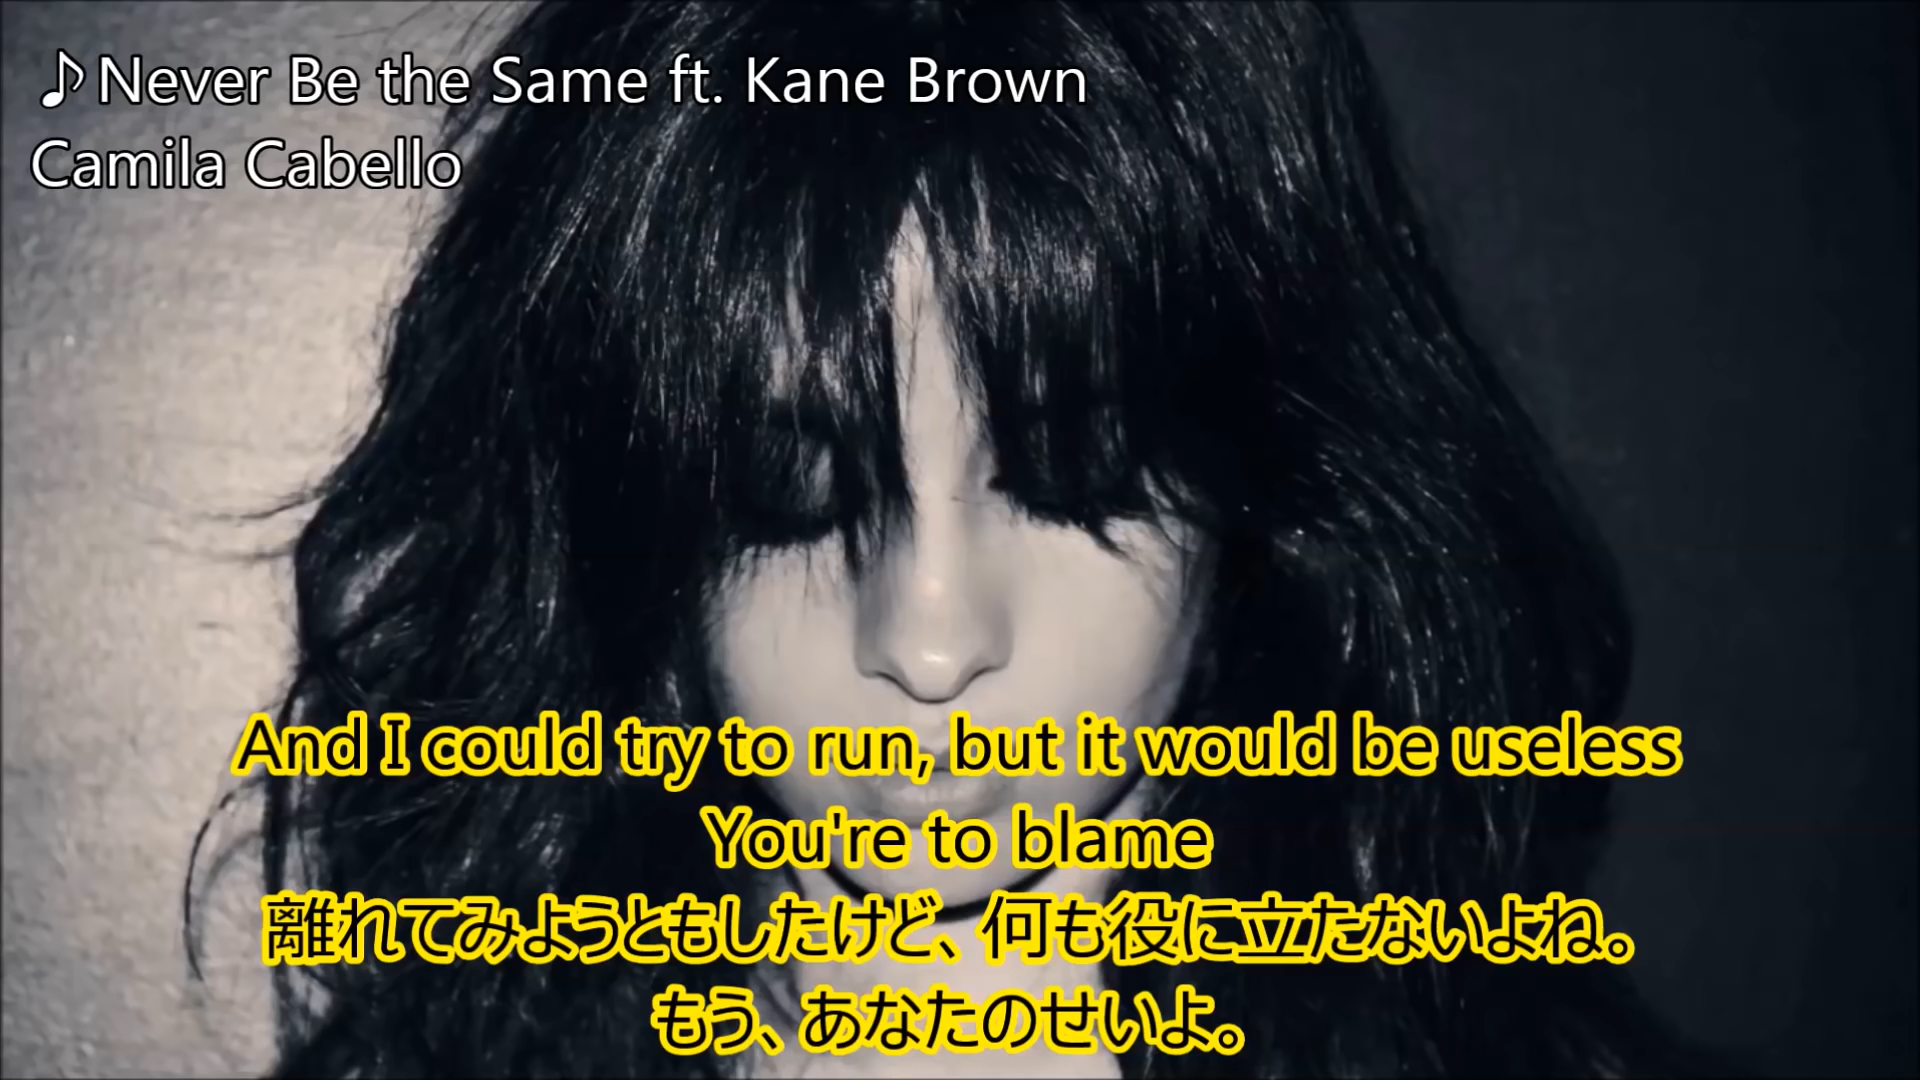 ♪Never Be the Same ft. Kane Brown
Camila Cabello
And I could try to run, but it would be useless
You're to blame
離れてみようともしたけど、何も役に立たないよね。
もう、あなたのせいよ。